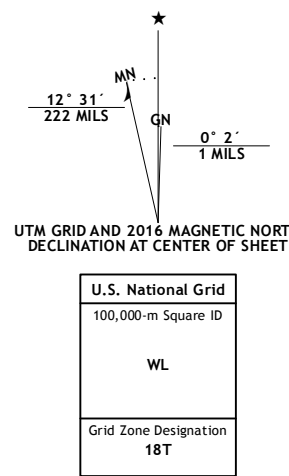 ★
MN
GN
12° 31´
222 MILS
0° 2´
1 MILS
UTM GRID AND 2016 MAGNETIC NORT
DECLINATION AT CENTER OF SHEET
U.S. National Grid
100,000-m Square ID
WL
Grid Zone Designation
18T